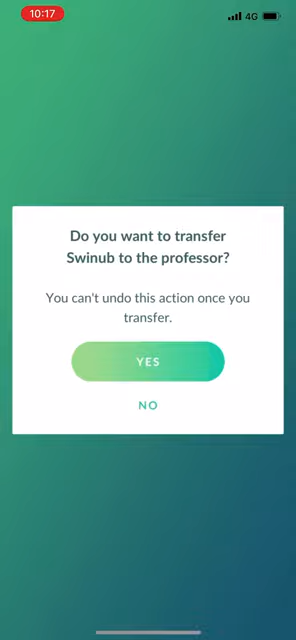 10:17
4G
Do you want to transfer
Swinub to the professor?
You can't undo this action once you
transfer.
YES
NO